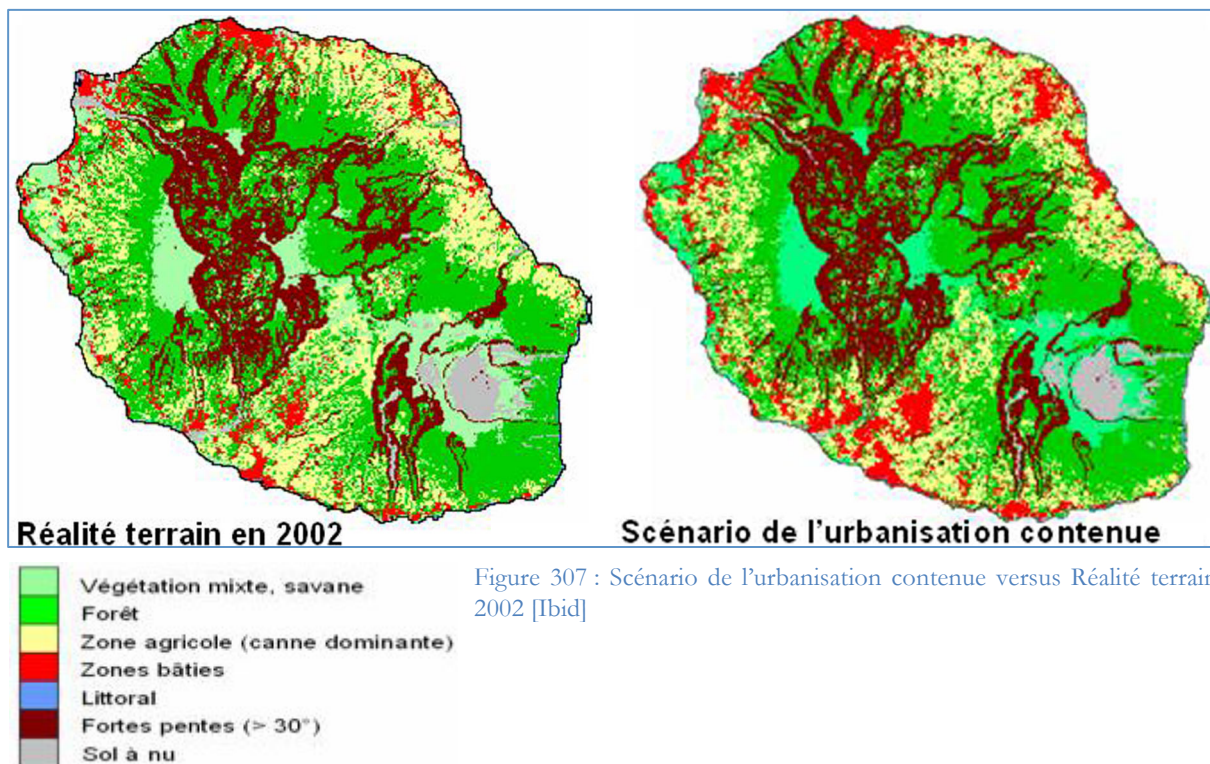 Réalité terrain en 2002
Scénario de l'urbanisation contenue
Figure 307 : Scénario de l'urbanisation contenue versus Réalité terrain
2002 [Ibid]
Végétation mixte, savane
Forêt
Zone agricole (canne dominante)
Zones bâties
Littoral
Fortes pentes (> 30°)
Sol à nu